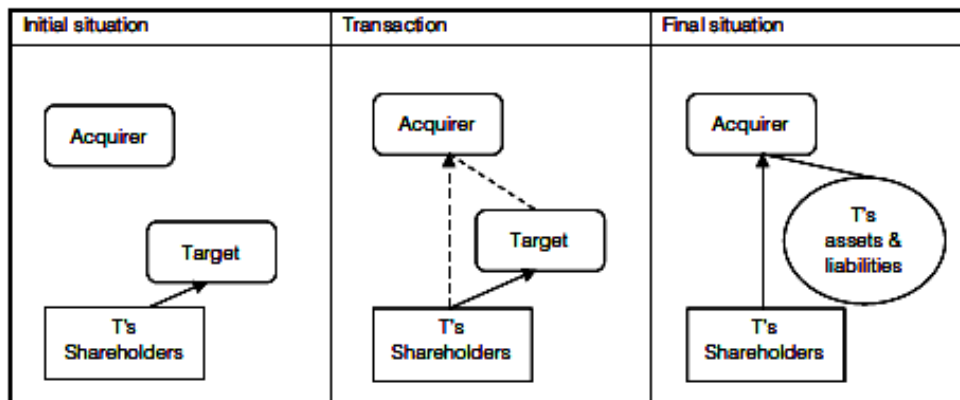 Initial situation
Transaction
Final situation
Acquirer
Target
T's
Shareholders
Acquirer
Target
T's
Shareholders
Acquirer
T's
assets &
liabilities
T's
Shareholders